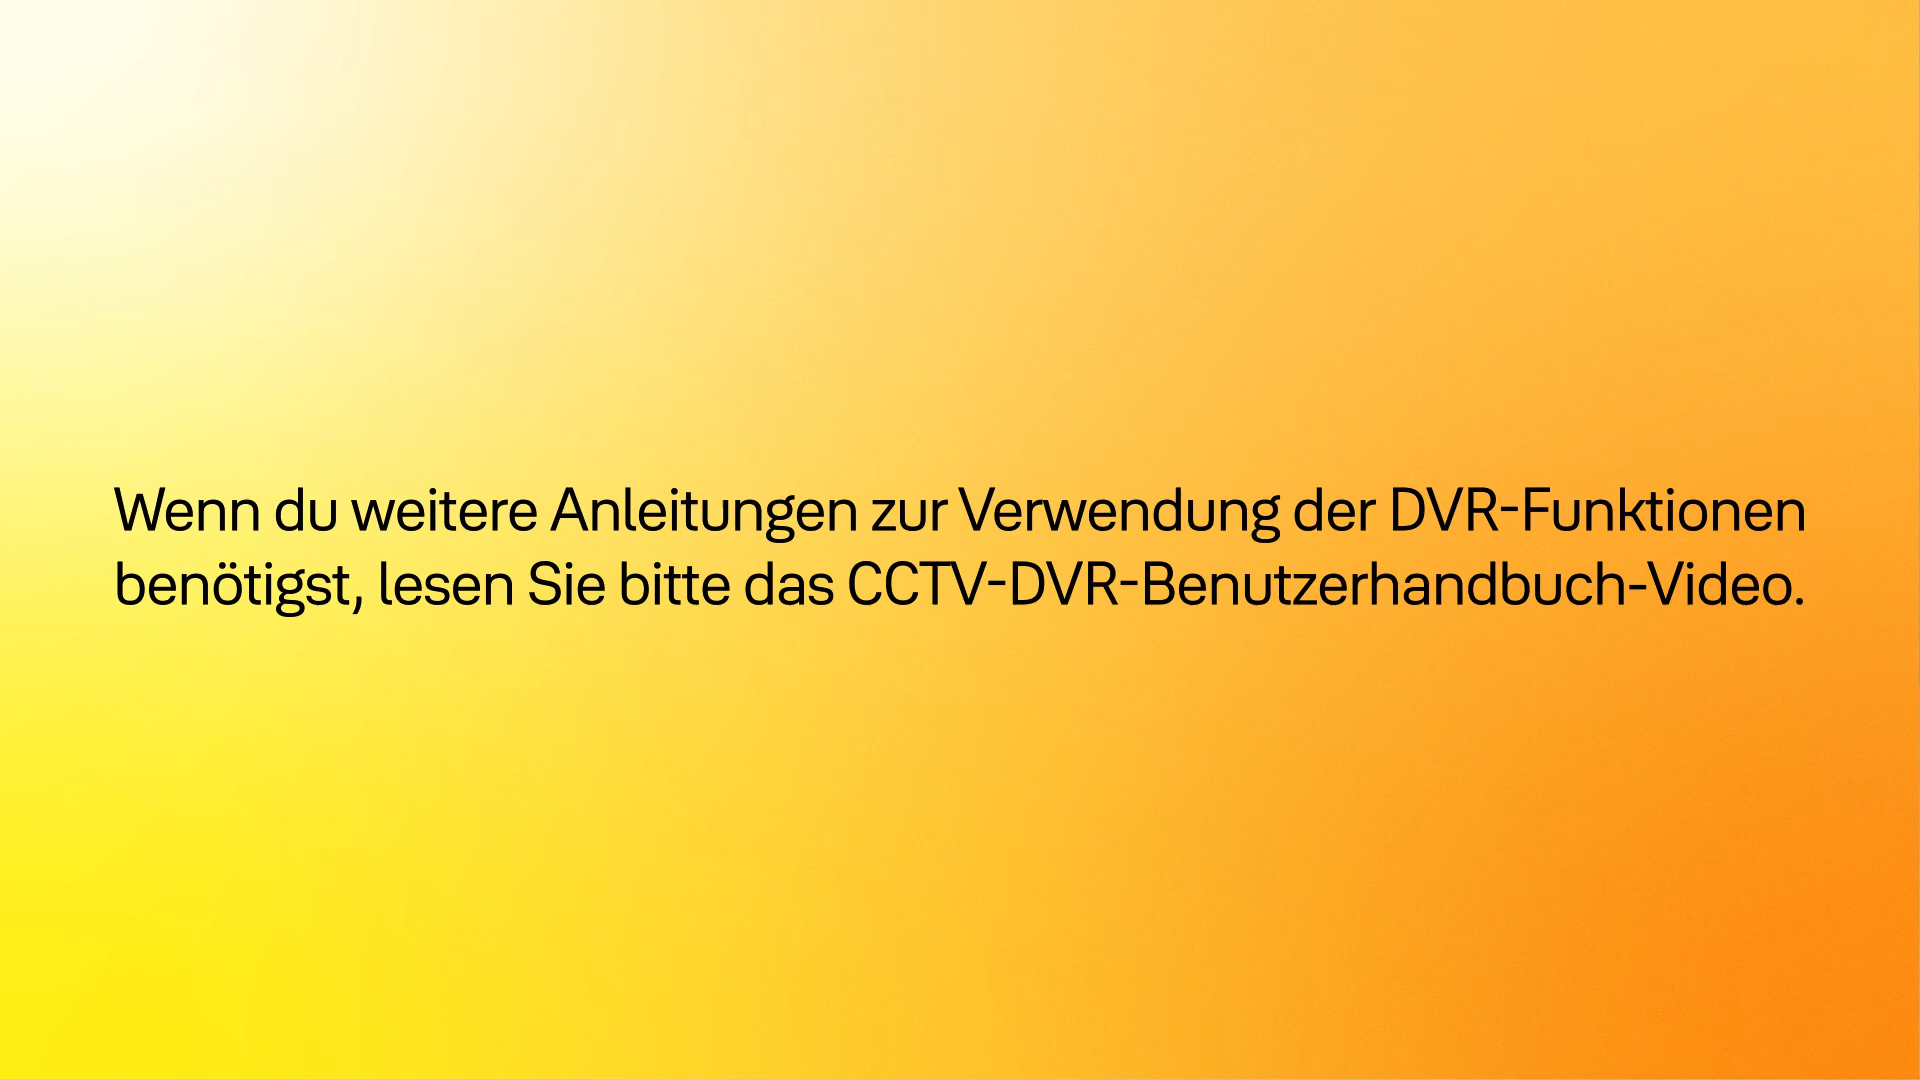 Wenn du weitere Anleitungen zur Verwendung der DVR-Funktionen
benötigst, lesen Sie bitte das CCTV-DVR-Benutzerhandbuch-Video.